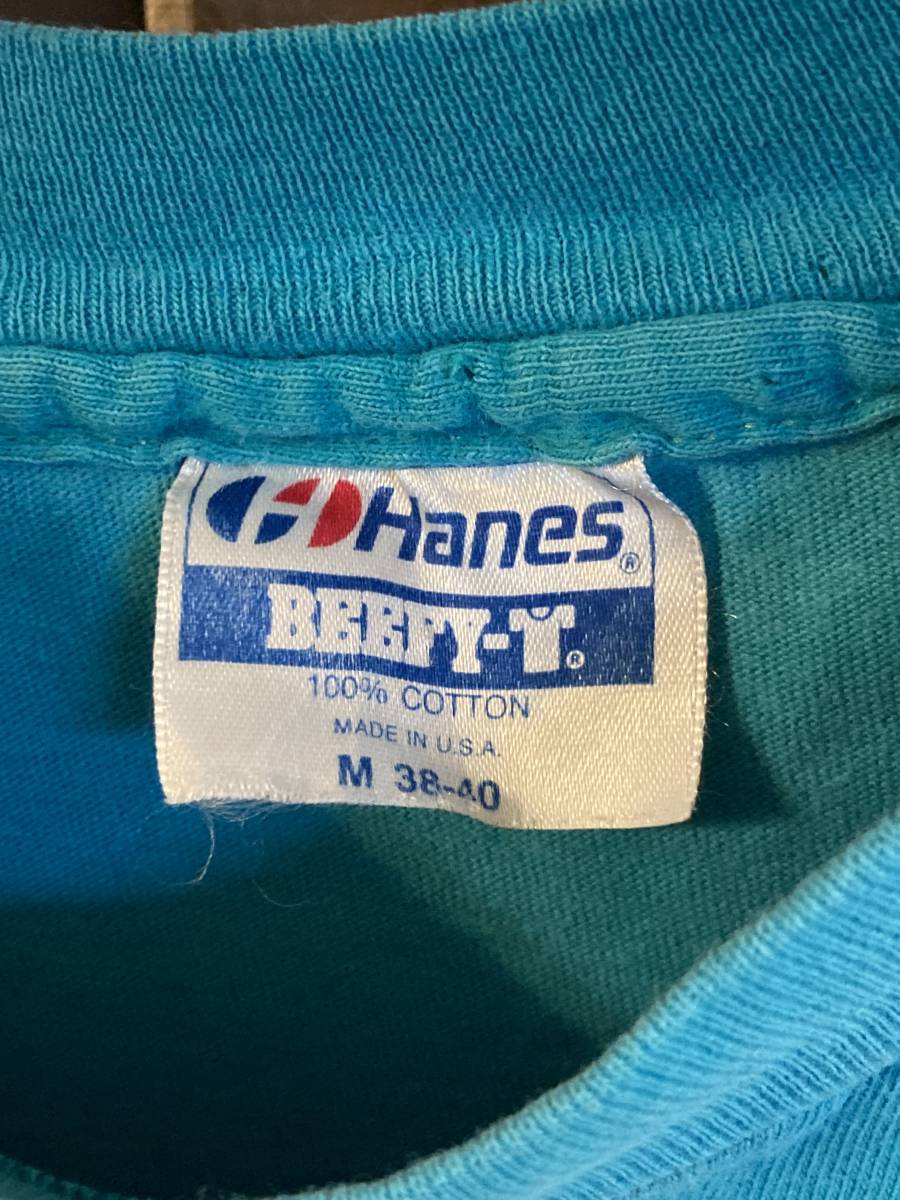 Hanes®
BEEFY-T®
100% COTTON
MADE IN U.S.A.
M 38-40